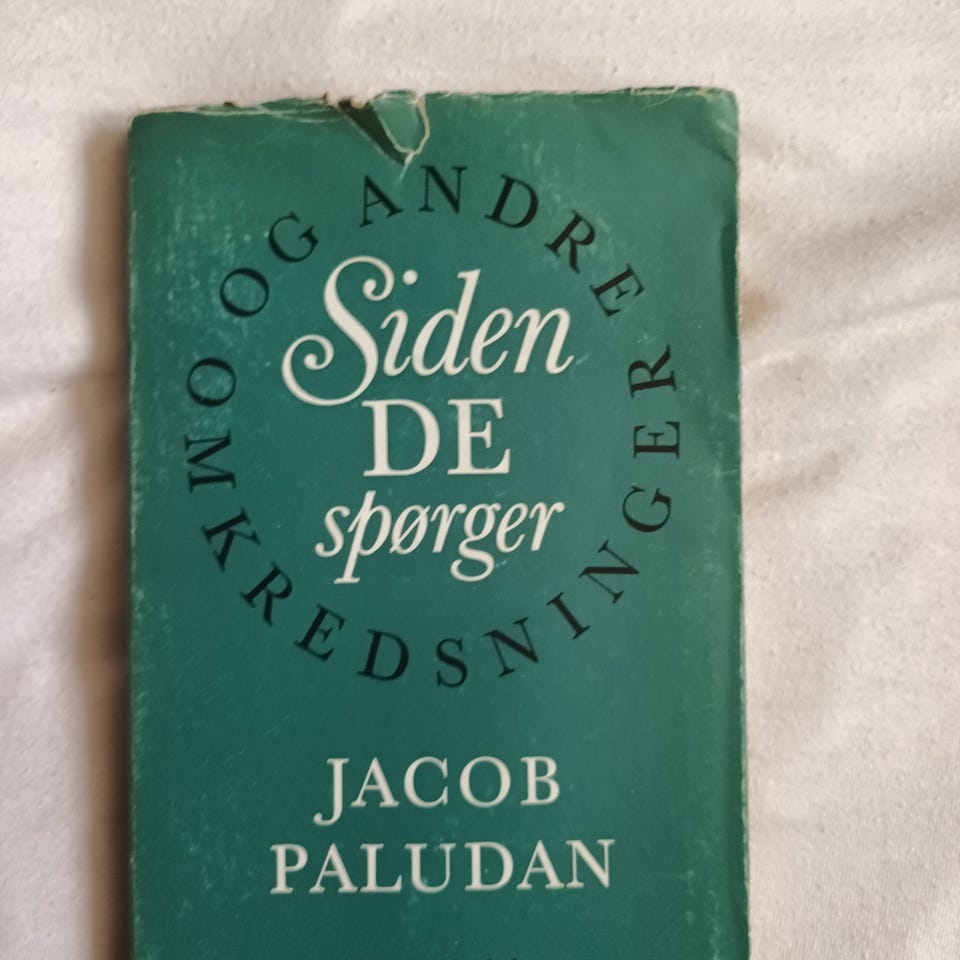 Siden
DE
spørger
OG ANDRE
OMKREDSNINGER
JACOB
PALUDAN